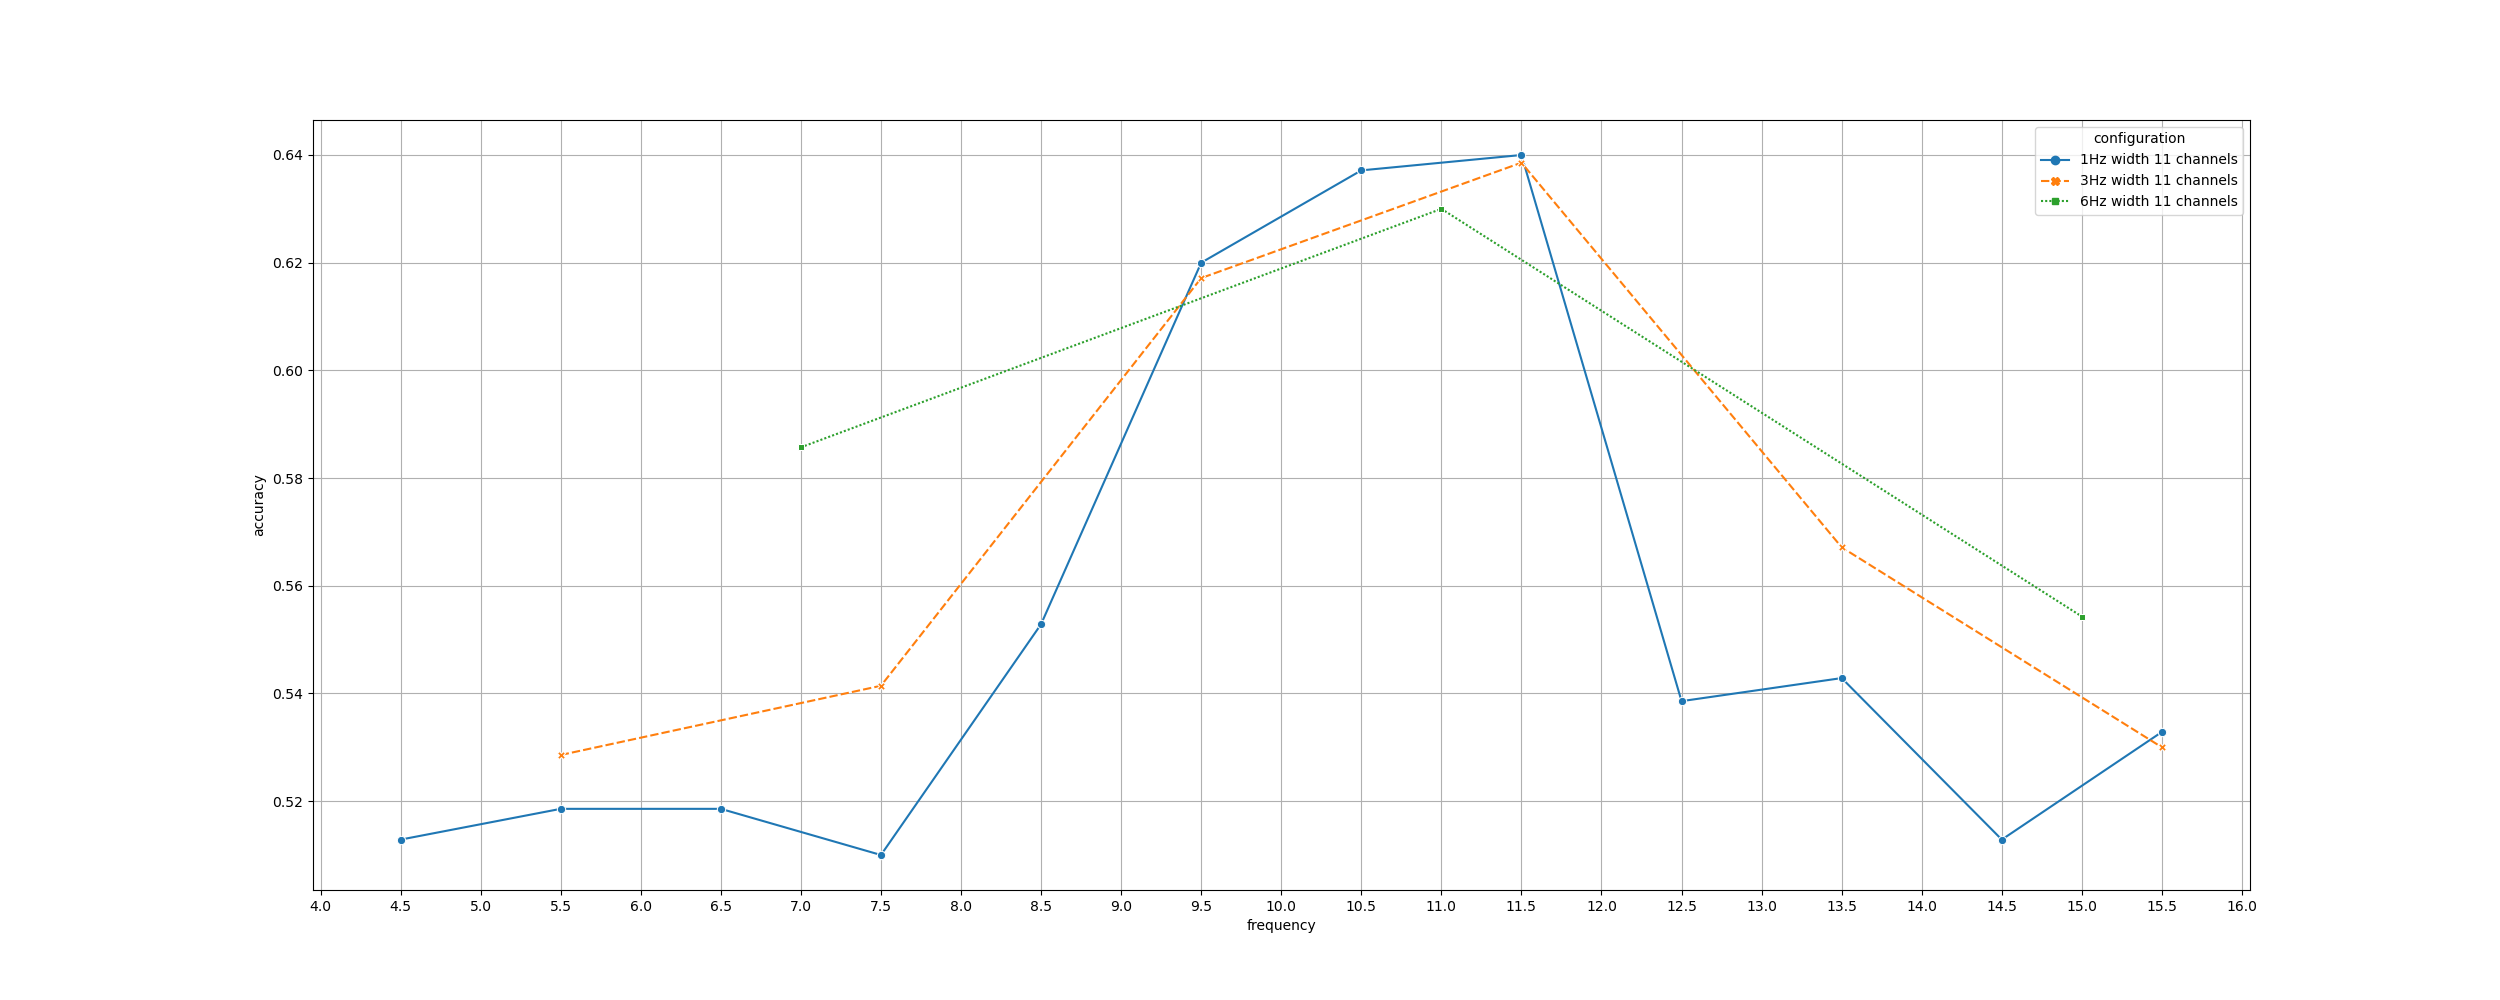 configuration
1Hz width 11 channels
3Hz width 11 channels
6Hz width 11 channels
0.64
0.62
0.60
0.58
0.56
0.54
0.52
accuracy
4.0 4.5 5.0 5.5 6.0 6.5 7.0 7.5 8.0 8.5 9.0 9.5 10.0 10.5 11.0 11.5 12.0 12.5 13.0 13.5 14.0 14.5 15.0 15.5 16.0
frequency